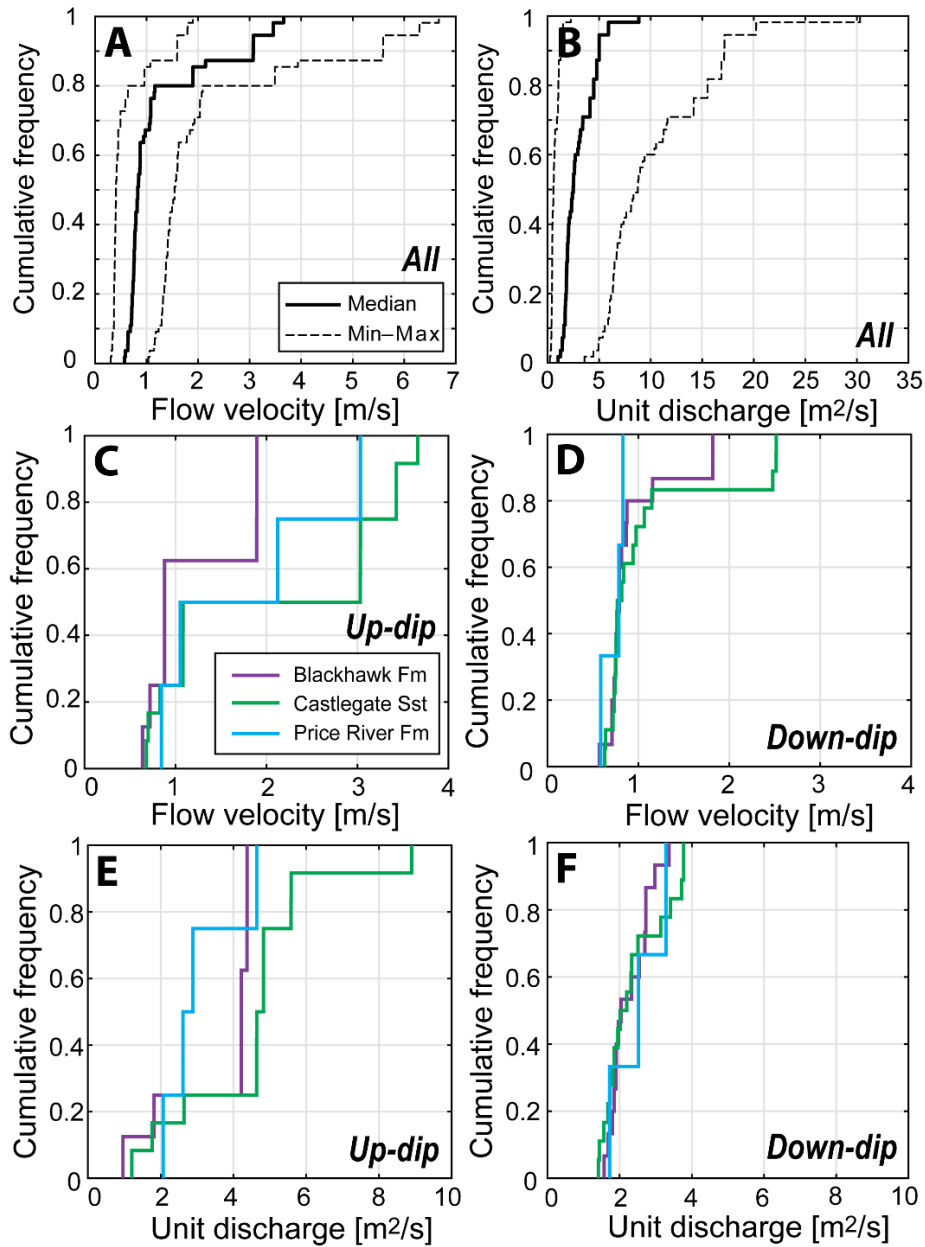 A
Cumulative frequency
1
0.8
0.6
0.4
0.2
0
All
Median
Min–Max
0 1 2 3 4 5 6 7
Flow velocity [m/s]
B
Cumulative frequency
1
0.8
0.6
0.4
0.2
0
All
0 5 10 15 20 25 30 35
Unit discharge [m2/s]
C
Cumulative frequency
1
0.8
0.6
0.4
0.2
0
Up-dip
Blackhawk Fm
Castlegate Sst
Price River Fm
0 1 2 3 4
Flow velocity [m/s]
D
Cumulative frequency
1
0.8
0.6
0.4
0.2
0
Down-dip
0 1 2 3 4
Flow velocity [m/s]
E
Cumulative frequency
1
0.8
0.6
0.4
0.2
0
Up-dip
0 2 4 6 8 10
Unit discharge [m2/s]
F
Cumulative frequency
1
0.8
0.6
0.4
0.2
0
Down-dip
0 2 4 6 8 10
Unit discharge [m2/s]